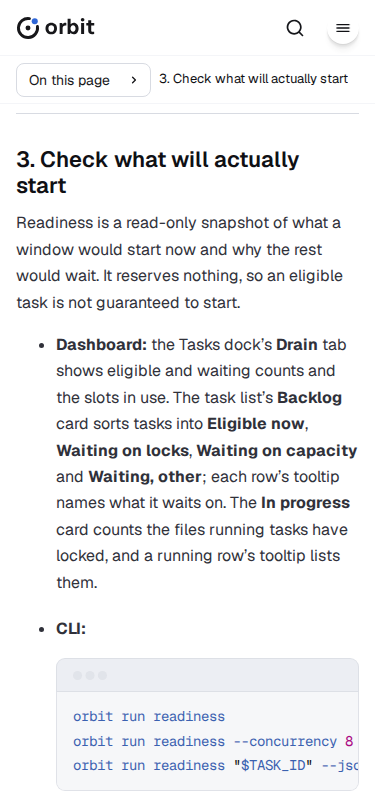 orbit
On this page
3. Check what will actually start
3. Check what will actually
start
Readiness is a read-only snapshot of what a
window would start now and why the rest
would wait. It reserves nothing, so an eligible
task is not guaranteed to start.
Dashboard: the Tasks dock’s Drain tab
shows eligible and waiting counts and
the slots in use. The task list’s Backlog
card sorts tasks into Eligible now,
Waiting on locks, Waiting on capacity
and Waiting, other; each row’s tooltip
names what it waits on. The In progress
card counts the files running tasks have
locked, and a running row’s tooltip lists
them.
CLI:
orbit run readiness
orbit run readiness --concurrency 8
orbit run readiness "$TASK_ID" --jso